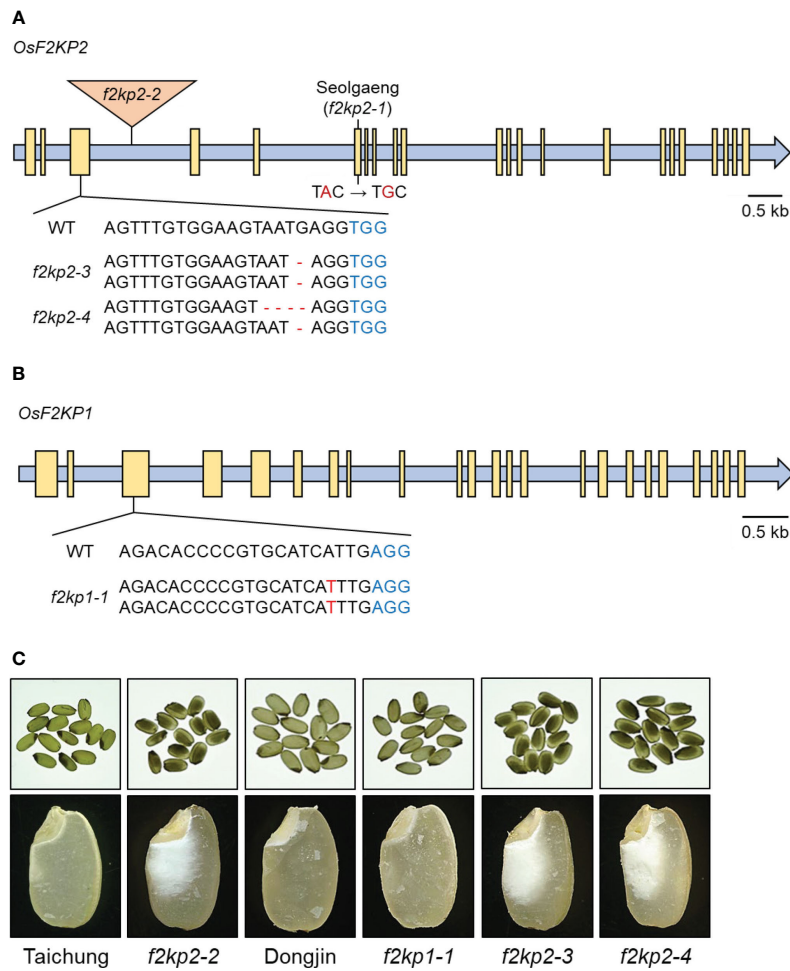 A
OsF2KP2
f2kp2-2
Seolgaeng
(f2kp2-1)
TAC → TGC
0.5 kb
WT AGTTTGTGGAAGTAATGAGGTGG
f2kp2-3
AGTTTGTGGAAGTAAT - AGGTGG
AGTTTGTGGAAGTAAT - AGGTGG
f2kp2-4
AGTTTGTGGAAGT - - - - AGGTGG
AGTTTGTGGAAGTAAT - AGGTGG
B
OsF2KP1
0.5 kb
WT AGACACCCCGTGCATCATTGAGG
f2kp1-1
AGACACCCCGTGCATCATTTGAGG
AGACACCCCGTGCATCATTTGAGG
C
Taichung f2kp2-2 Dongjin f2kp1-1 f2kp2-3 f2kp2-4